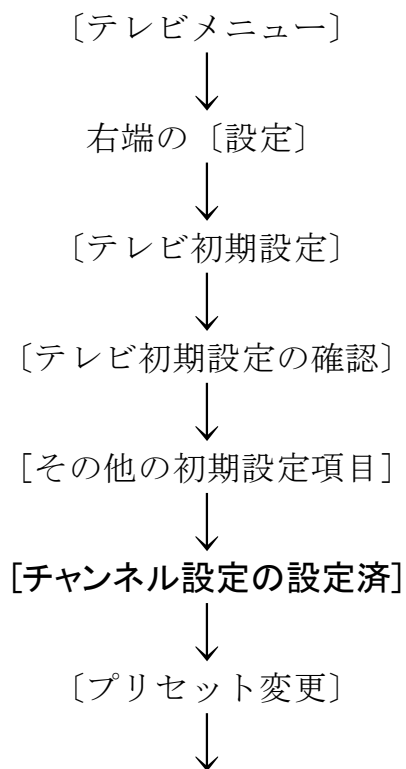 〔テレビメニュー〕
右端の〔設定〕
〔テレビ初期設定〕
〔テレビ初期設定の確認〕
[その他の初期設定項目]
[チャンネル設定の設定済]
〔プリセット変更〕